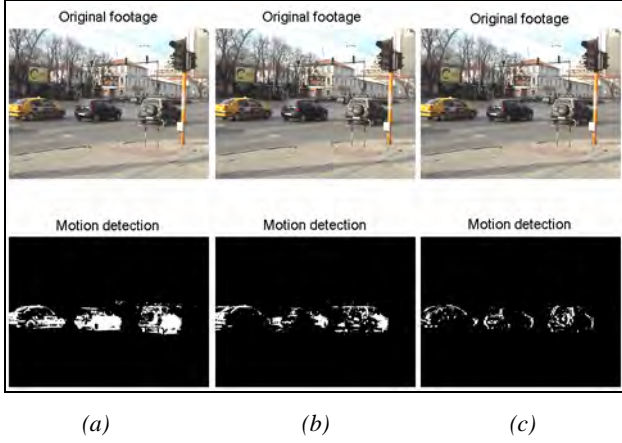 Original footage Original footage Original footage
Motion detection Motion detection Motion detection
(a) (b) (c)